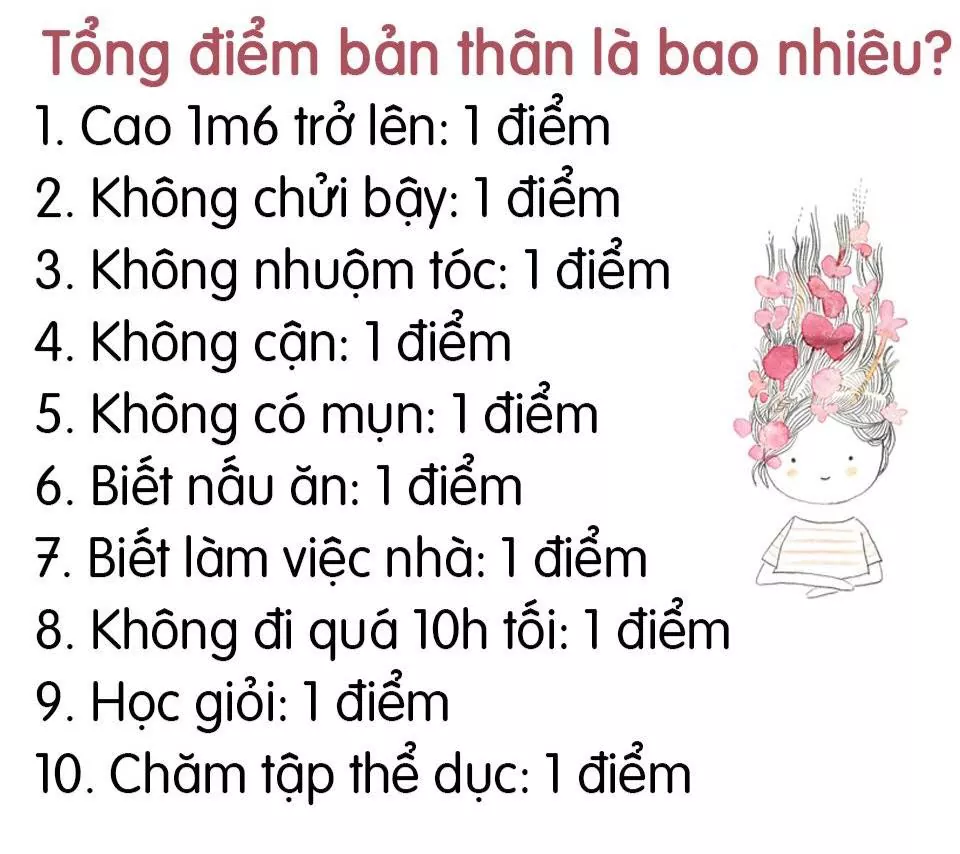 Tổng điểm bản thân là bao nhiêu?
1. Cao 1m6 trở lên: 1 điểm
2. Không chửi bậy: 1 điểm
3. Không nhuộm tóc: 1 điểm
4. Không cận: 1 điểm
5. Không có mụn: 1 điểm
6. Biết nấu ăn: 1 điểm
7. Biết làm việc nhà: 1 điểm
8. Không đi quá 10h tối: 1 điểm
9. Học giỏi: 1 điểm
10. Chăm tập thể dục: 1 điểm